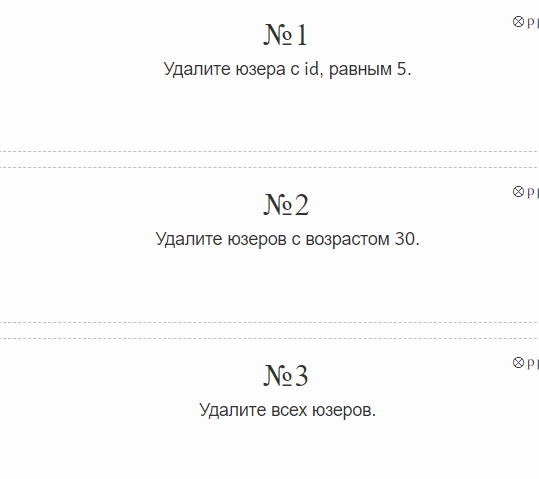 №1
Удалите юзера с id, равным 5.
№2
Удалите юзеров с возрастом 30.
№3
Удалите всех юзеров.